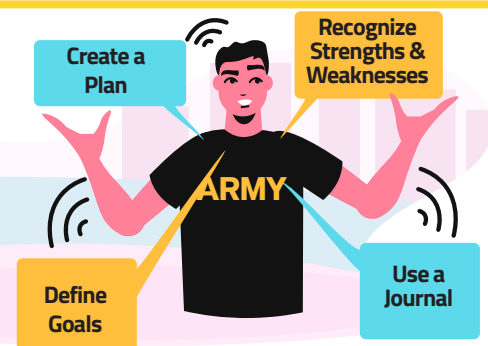 Create a
Plan
Recognize
Strengths &
Weaknesses
ARMY
Define
Goals
Use a
Journal